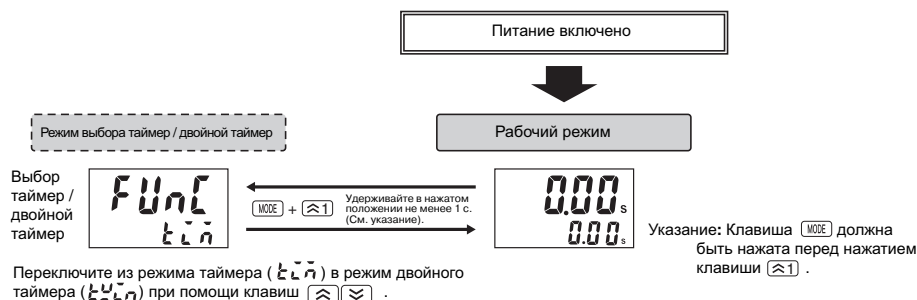 Питание включено
Режим выбора таймер / двойной таймер
Рабочий режим
Выбор
таймер /
двойной
таймер
FUnC
tim
MODE + ≪1
Удерживайте в нажатом
положении не менее 1 с.
(См. указание).
0.00 s
0.00 s
Указание: Клавиша MODE должна
быть нажата перед нажатием
клавиши ≪1 .
Переключите из режима таймера ( tim ) в режим двойного
таймера ( twin ) при помощи клавиш .